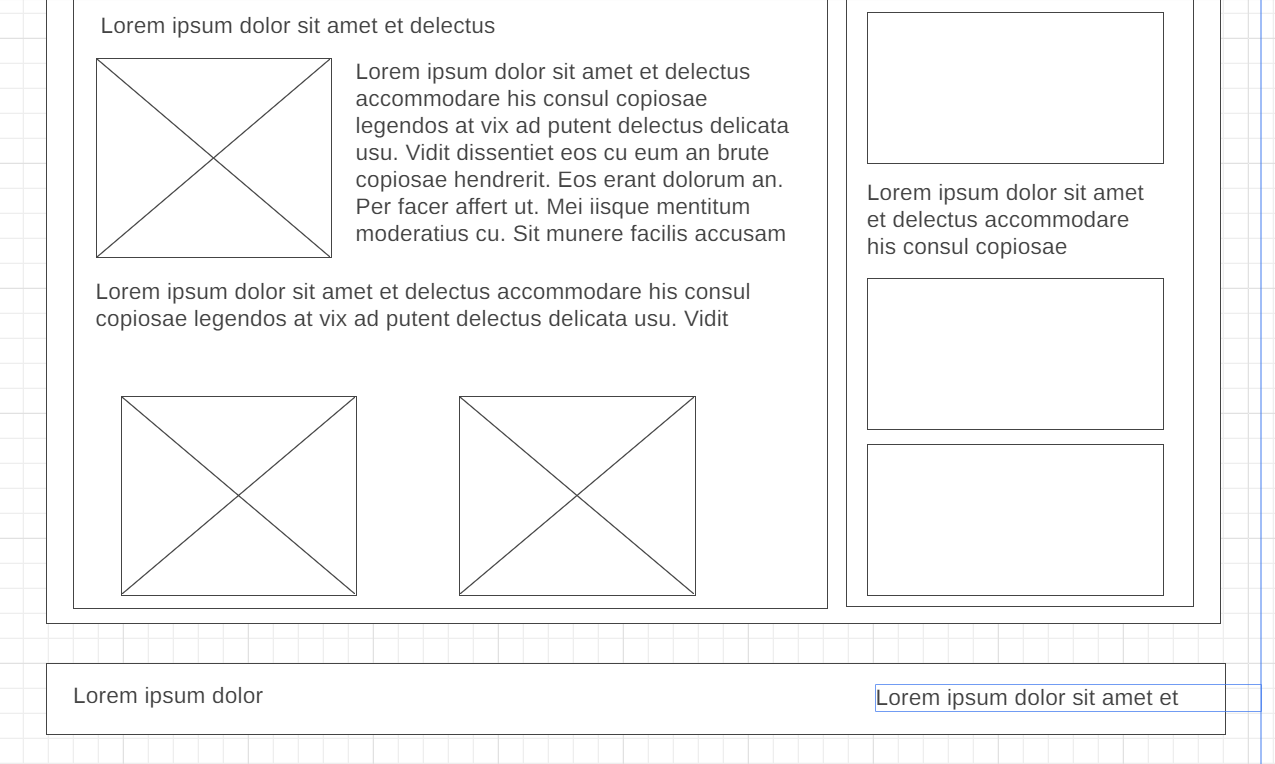 Lorem ipsum dolor sit amet et delectus
Lorem ipsum dolor sit amet et delectus
accommodare his consul copiosae
legendos at vix ad putent delectus delicata
usu. Vidit dissentiet eos cu eum an brute
copiosae hendrerit. Eos erant dolorum an.
Per facer affert ut. Mei iisque mentitum
moderatius cu. Sit munere facilis accusam
Lorem ipsum dolor sit amet et delectus accommodare his consul
copiosae legendos at vix ad putent delectus delicata usu. Vidit
Lorem ipsum dolor sit amet
et delectus accommodare
his consul copiosae
Lorem ipsum dolor
Lorem ipsum dolor sit amet et